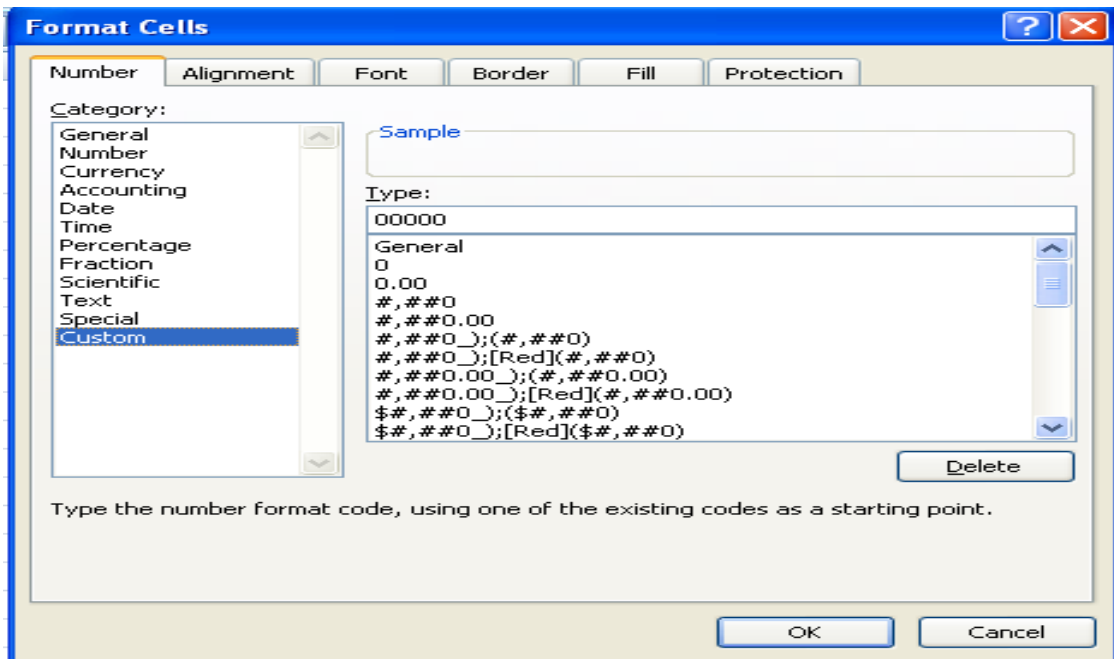 Format Cells
Number Alignment Font Border Fill Protection
Category:
General
Number
Currency
Accounting
Date
Time
Percentage
Fraction
Scientific
Text
Special
Custom
Sample
Type:
00000
General
0
0.00
#,##0
#,##0.00
#,##0_);(#,##0)
#,##0_);[Red](#,##0)
#,##0.00_);(#,##0.00)
#,##0.00_);[Red](#,##0.00)
$#,##0_);($#,##0)
$#,##0_);[Red]($#,##0)
Delete
Type the number format code, using one of the existing codes as a starting point.
OK Cancel